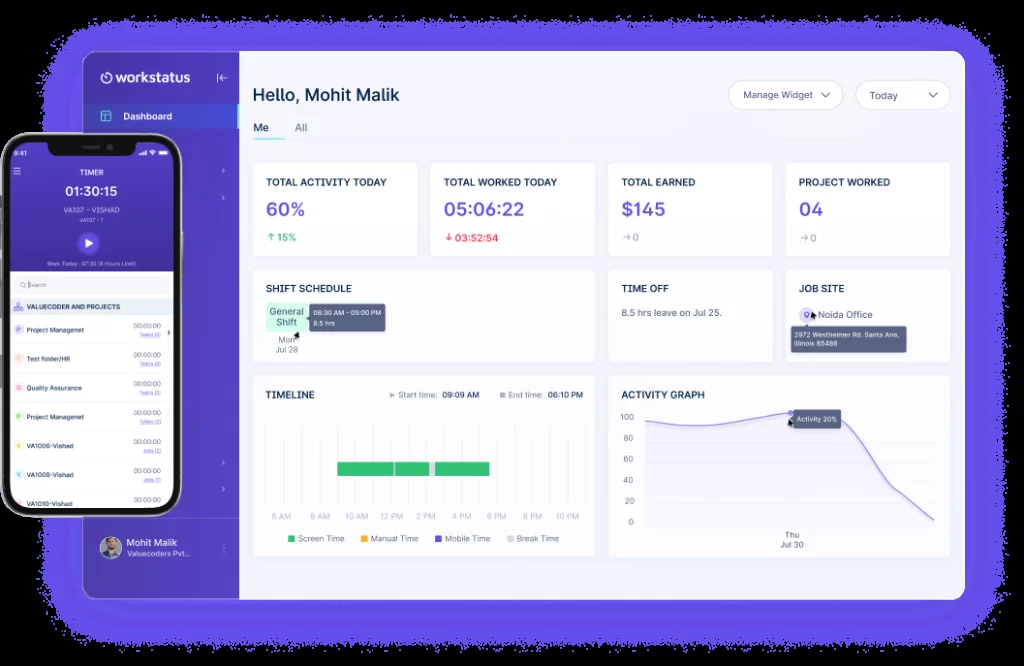 workstatus
Dashboard
Mohit Malik
Valuecoders Pvt...
9:41
TIMER
01:30:15
VA107 - VISHAD
VA107 - 1
Work Today : 07:30 (8 Hours Limit)
Search
VALUECODER AND PROJECTS
P Project Managenet 00:00:00
Test folder/HR 00:00:00
Q Quality Assurance 00:00:00
P Project Managenet 00:00:00
V VA1006-Vishad 00:00:00
V VA1008-Vishad 00:00:00
VA1010-Vishad 00:00:00
Hello, Mohit Malik
Manage Widget
Today
Me All
TOTAL ACTIVITY TODAY
60%
↑ 15%
TOTAL WORKED TODAY
05:06:22
↓ 03:52:54
TOTAL EARNED
$145
→ 0
PROJECT WORKED
04
→ 0
SHIFT SCHEDULE
General
Shift
08:30 AM - 05:00 PM
8.5 hrs
Mon
Jul 28
TIME OFF
8.5 hrs leave on Jul 25.
JOB SITE
Noida Office
2972 Westheimer Rd. Santa Ana,
Illinois 85486
TIMELINE
Start time: 09:09 AM
End time: 06:10 PM
6 AM 8 AM 10 AM 12 PM 2 PM 4 PM 6 PM 8 PM 10 PM
Screen Time Manual Time Mobile Time Break Time
ACTIVITY GRAPH
100
80
60
40
20
0
Activity 20%
Thu
Jul 30